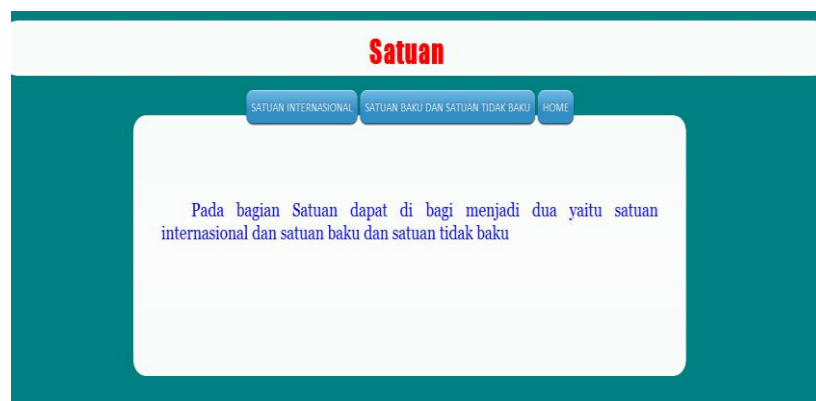 Satuan
SATUAN INTERNASIONAL SATUAN BAKU DAN SATUAN TIDAK BAKU HOME
Pada bagian Satuan dapat di bagi menjadi dua yaitu satuan
internasional dan satuan baku dan satuan tidak baku